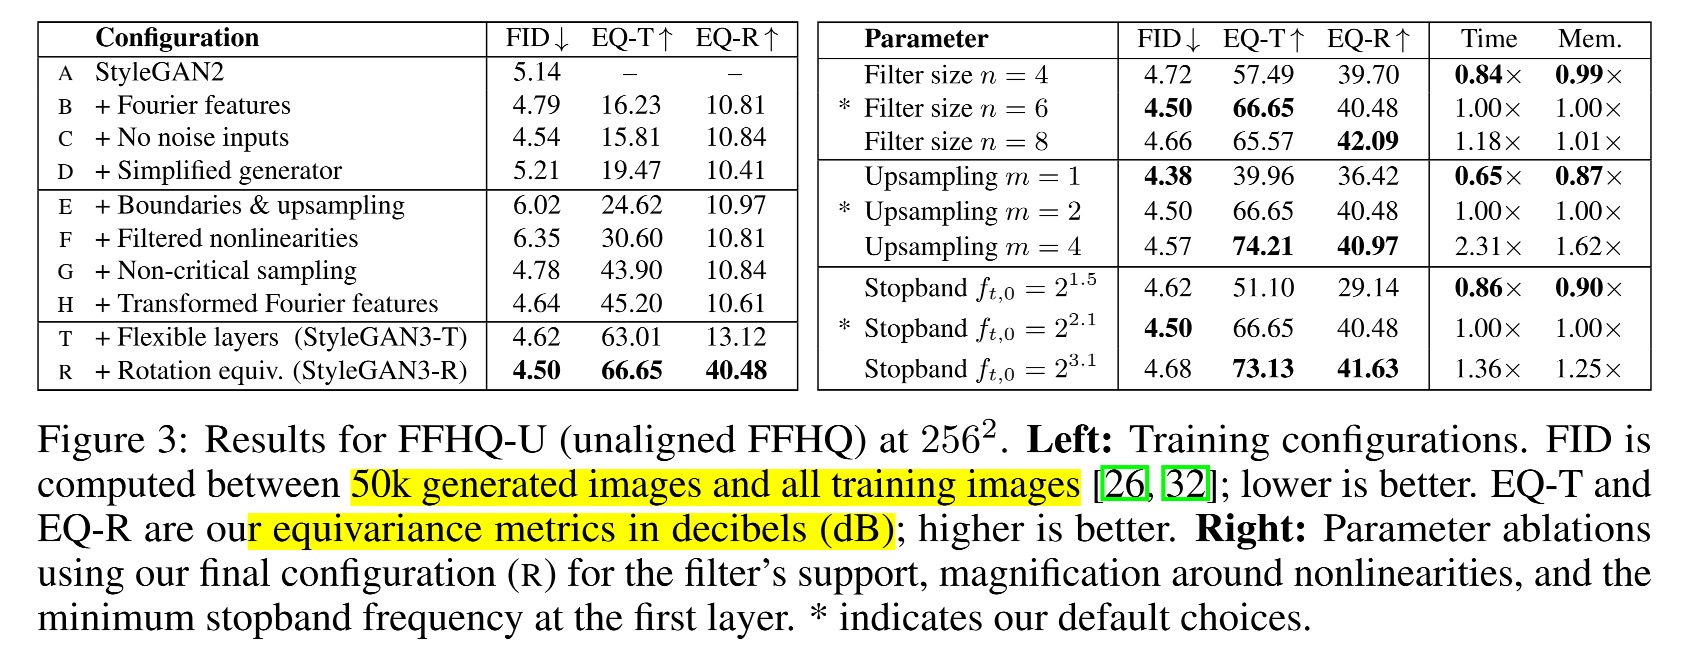 Configuration FID↓ EQ-T↑ EQ-R↑
A StyleGAN2 5.14 – –
B + Fourier features 4.79 16.23 10.81
C + No noise inputs 4.54 15.81 10.84
D + Simplified generator 5.21 19.47 10.41
E + Boundaries & upsampling 6.02 24.62 10.97
F + Filtered nonlinearities 6.35 30.60 10.81
G + Non-critical sampling 4.78 43.90 10.84
H + Transformed Fourier features 4.64 45.20 10.61
T + Flexible layers (StyleGAN3-T) 4.62 63.01 13.12
R + Rotation equiv. (StyleGAN3-R) 4.50 66.65 40.48
Parameter FID↓ EQ-T↑ EQ-R↑ Time Mem.
Filter size n = 4 4.72 57.49 39.70 0.84× 0.99×
* Filter size n = 6 4.50 66.65 40.48 1.00× 1.00×
Filter size n = 8 4.66 65.57 42.09 1.18× 1.01×
Upsampling m = 1 4.38 39.96 36.42 0.65× 0.87×
* Upsampling m = 2 4.50 66.65 40.48 1.00× 1.00×
Upsampling m = 4 4.57 74.21 40.97 2.31× 1.62×
Stopband f_{t,0} = 2^{1.5} 4.62 51.10 29.14 0.86× 0.90×
* Stopband f_{t,0} = 2^{2.1} 4.50 66.65 40.48 1.00× 1.00×
Stopband f_{t,0} = 2^{3.1} 4.68 73.13 41.63 1.36× 1.25×
Figure 3: Results for FFHQ-U (unaligned FFHQ) at 256². Left: Training configurations. FID is
computed between 50k generated images and all training images [26, 32]; lower is better. EQ-T and
EQ-R are our equivariance metrics in decibels (dB); higher is better. Right: Parameter ablations
using our final configuration (R) for the filter's support, magnification around nonlinearities, and the
minimum stopband frequency at the first layer. * indicates our default choices.